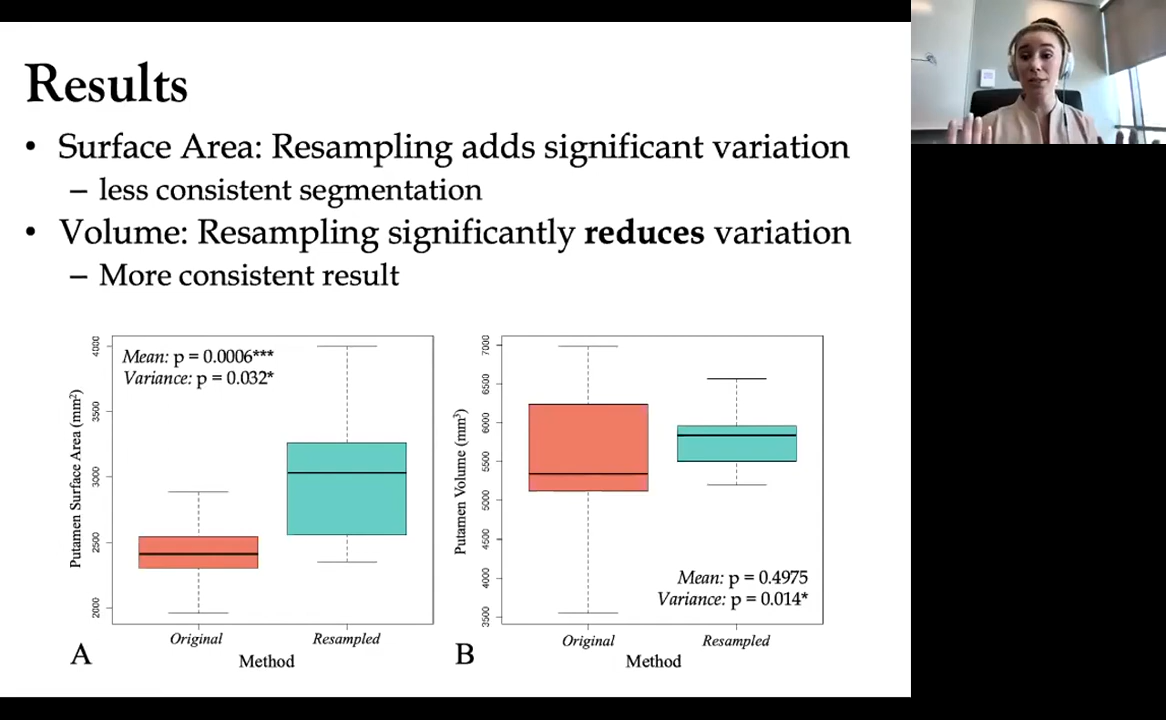 Results
• Surface Area: Resampling adds significant variation
– less consistent segmentation
• Volume: Resampling significantly reduces variation
– More consistent result
Mean: p = 0.0006***
Variance: p = 0.032*
Putamen Surface Area (mm²)
4000
3500
3000
2500
2000
Original
Resampled
Method
A
Putamen Volume (mm³)
7000
6500
6000
5500
5000
4500
4000
3500
Mean: p = 0.4975
Variance: p = 0.014*
Original
Resampled
Method
B